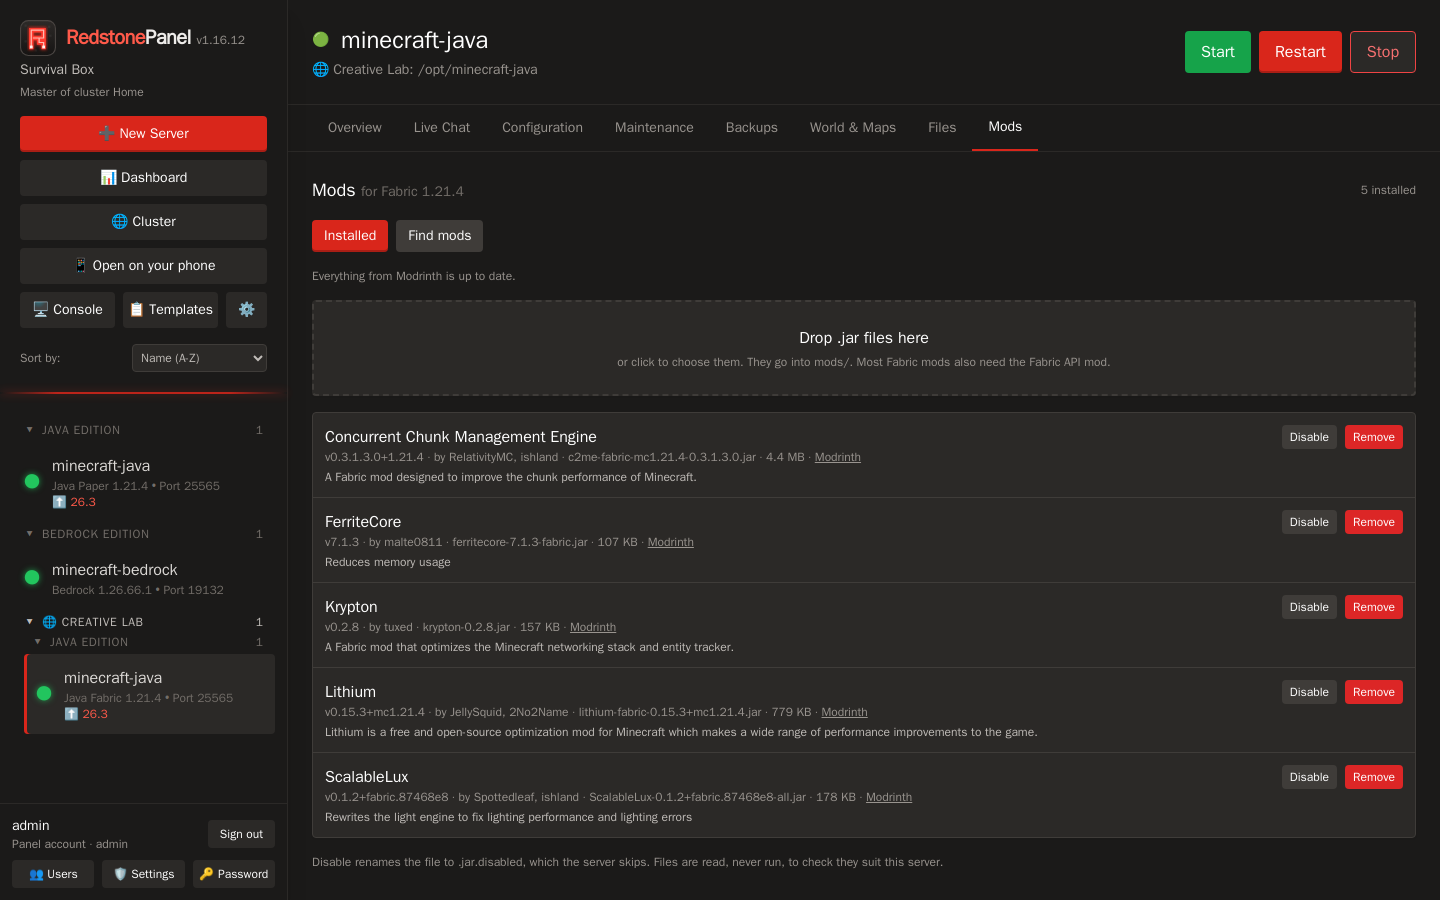 RedstonePanel v1.16.12
Survival Box
Master of cluster Home
➕ New Server
📊 Dashboard
🌐 Cluster
📱 Open on your phone
🖥️ Console
📋 Templates
⚙️
Sort by:
Name (A-Z)
▼ JAVA EDITION 1
minecraft-java
Java Paper 1.21.4 • Port 25565
⬆️ 26.3
▼ BEDROCK EDITION 1
minecraft-bedrock
Bedrock 1.26.66.1 • Port 19132
▼ 🌐 CREATIVE LAB 1
▼ JAVA EDITION 1
minecraft-java
Java Fabric 1.21.4 • Port 25565
⬆️ 26.3
admin
Panel account · admin
Sign out
👥 Users
🛡️ Settings
🔑 Password
minecraft-java
🌐 Creative Lab: /opt/minecraft-java
Start
Restart
Stop
Overview
Live Chat
Configuration
Maintenance
Backups
World & Maps
Files
Mods
Mods for Fabric 1.21.4
5 installed
Installed
Find mods
Everything from Modrinth is up to date.
Drop .jar files here
or click to choose them. They go into mods/. Most Fabric mods also need the Fabric API mod.
Concurrent Chunk Management Engine
v0.3.1.3.0+1.21.4 · by RelativityMC, ishland · c2me-fabric-mc1.21.4-0.3.1.3.0.jar · 4.4 MB · Modrinth
A Fabric mod designed to improve the chunk performance of Minecraft.
Disable
Remove
FerriteCore
v7.1.3 · by malte0811 · ferritecore-7.1.3-fabric.jar · 107 KB · Modrinth
Reduces memory usage
Disable
Remove
Krypton
v0.2.8 · by tuxed · krypton-0.2.8.jar · 157 KB · Modrinth
A Fabric mod that optimizes the Minecraft networking stack and entity tracker.
Disable
Remove
Lithium
v0.15.3+mc1.21.4 · by JellySquid, 2No2Name · lithium-fabric-0.15.3+mc1.21.4.jar · 779 KB · Modrinth
Lithium is a free and open-source optimization mod for Minecraft which makes a wide range of performance improvements to the game.
Disable
Remove
ScalableLux
v0.1.2+fabric.87468e8 · by Spottedleaf, ishland · ScalableLux-0.1.2+fabric.87468e8-all.jar · 178 KB · Modrinth
Rewrites the light engine to fix lighting performance and lighting errors
Disable
Remove
Disable renames the file to .jar.disabled, which the server skips. Files are read, never run, to check they suit this server.